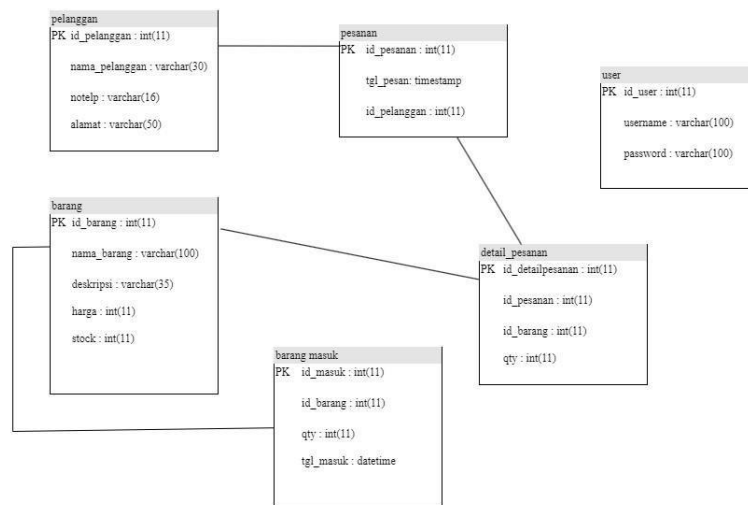 pelanggan
PK id_pelanggan : int(11)
nama_pelanggan : varchar(30)
notelp : varchar(16)
alamat : varchar(50)
pesanan
PK id_pesanan : int(11)
tgl_pesan: timestamp
id_pelanggan : int(11)
user
PK id_user : int(11)
username : varchar(100)
password : varchar(100)
barang
PK id_barang : int(11)
nama_barang : varchar(100)
deskripsi : varchar(35)
harga : int(11)
stock : int(11)
detail_pesanan
PK id_detailpesanan : int(11)
id_pesanan : int(11)
id_barang : int(11)
qty : int(11)
barang masuk
PK id_masuk : int(11)
id_barang : int(11)
qty : int(11)
tgl_masuk : datetime